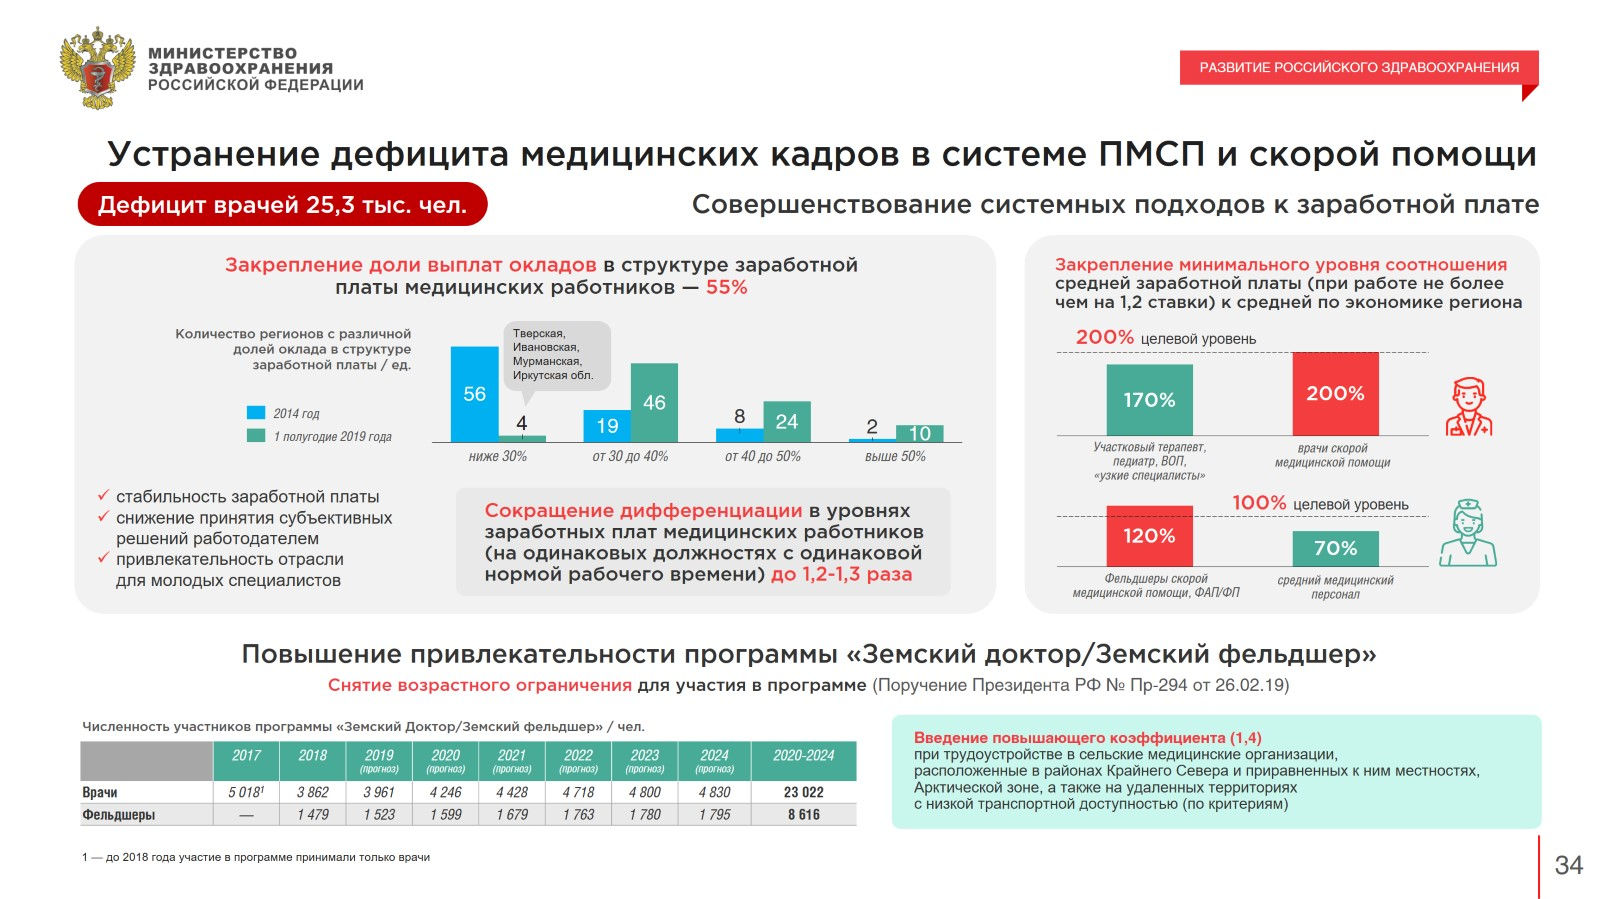 МИНИСТЕРСТВО
ЗДРАВООХРАНЕНИЯ
РОССИЙСКОЙ ФЕДЕРАЦИИ
РАЗВИТИЕ РОССИЙСКОГО ЗДРАВООХРАНЕНИЯ
Устранение дефицита медицинских кадров в системе ПМСП и скорой помощи
Дефицит врачей 25,3 тыс. чел.
Совершенствование системных подходов к заработной плате
Закрепление доли выплат окладов в структуре заработной
платы медицинских работников — 55%
Количество регионов с различной
долей оклада в структуре
заработной платы / ед.
2014 год
1 полугодие 2019 года
Тверская,
Ивановская,
Мурманская,
Иркутская обл.
56
4
19
46
8
24
2
10
ниже 30%
от 30 до 40%
от 40 до 50%
выше 50%
✓ стабильность заработной платы
✓ снижение принятия субъективных
решений работодателем
✓ привлекательность отрасли
для молодых специалистов
Сокращение дифференциации в уровнях
заработных плат медицинских работников
(на одинаковых должностях с одинаковой
нормой рабочего времени) до 1,2-1,3 раза
Закрепление минимального уровня соотношения
средней заработной платы (при работе не более
чем на 1,2 ставки) к средней по экономике региона
200% целевой уровень
170%
200%
Участковый терапевт,
педиатр, ВОП,
«узкие специалисты»
врачи скорой
медицинской помощи
100% целевой уровень
120%
70%
Фельдшеры скорой
медицинской помощи, ФАП/ФП
средний медицинский
персонал
Повышение привлекательности программы «Земский доктор/Земский фельдшер»
Снятие возрастного ограничения для участия в программе (Поручение Президента РФ № Пр-294 от 26.02.19)
Численность участников программы «Земский Доктор/Земский фельдшер» / чел.
2017 2018 2019 (прогноз) 2020 (прогноз) 2021 (прогноз) 2022 (прогноз) 2023 (прогноз) 2024 (прогноз) 2020-2024
Врачи 5 018¹ 3 862 3 961 4 246 4 428 4 718 4 800 4 830 23 022
Фельдшеры — 1 479 1 523 1 599 1 679 1 763 1 780 1 795 8 616
Введение повышающего коэффициента (1,4)
при трудоустройстве в сельские медицинские организации,
расположенные в районах Крайнего Севера и приравненных к ним местностях,
Арктической зоне, а также на удаленных территориях
с низкой транспортной доступностью (по критериям)
1 — до 2018 года участие в программе принимали только врачи
34